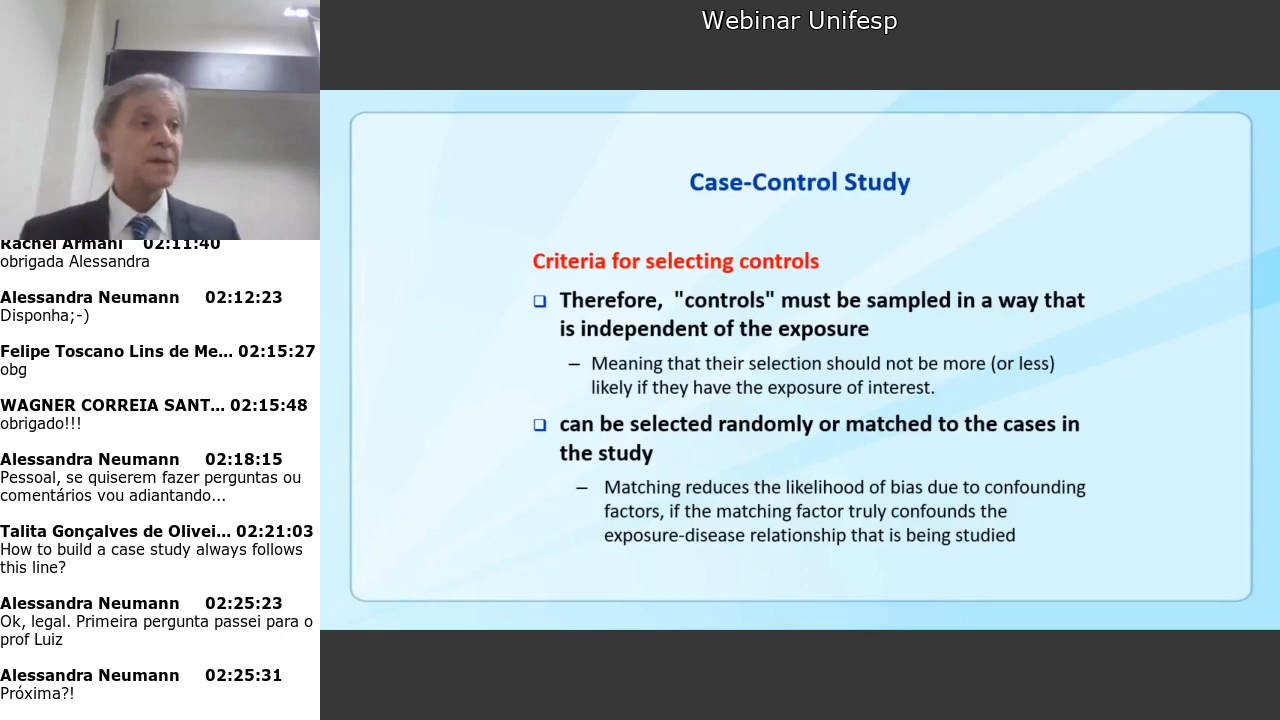 Webinar Unifesp
Rachel Armani 02:11:40
obrigada Alessandra
Alessandra Neumann 02:12:23
Disponha;-)
Felipe Toscano Lins de Me... 02:15:27
obg
WAGNER CORREIA SANT... 02:15:48
obrigado!!!
Alessandra Neumann 02:18:15
Pessoal, se quiserem fazer perguntas ou
comentários vou adiantando...
Talita Gonçalves de Olivei... 02:21:03
How to build a case study always follows
this line?
Alessandra Neumann 02:25:23
Ok, legal. Primeira pergunta passei para o
prof Luiz
Alessandra Neumann 02:25:31
Próxima?!
Case-Control Study
Criteria for selecting controls
❑ Therefore, "controls" must be sampled in a way that
is independent of the exposure
– Meaning that their selection should not be more (or less)
likely if they have the exposure of interest.
❑ can be selected randomly or matched to the cases in
the study
– Matching reduces the likelihood of bias due to confounding
factors, if the matching factor truly confounds the
exposure-disease relationship that is being studied